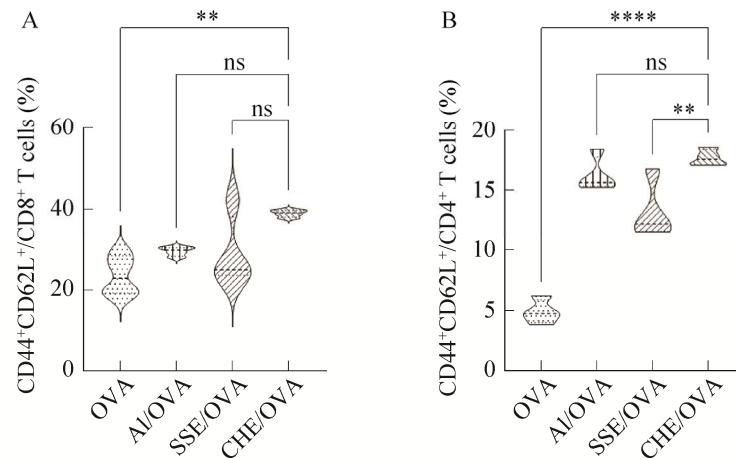 A
**
ns
ns
CD44⁺CD62L⁺/CD8⁺ T cells (%)
60
40
20
0
OVA
Al/OVA
SSE/OVA
CHE/OVA
B
****
ns
**
CD44⁺CD62L⁺/CD4⁺ T cells (%)
20
15
10
5
0
OVA
Al/OVA
SSE/OVA
CHE/OVA